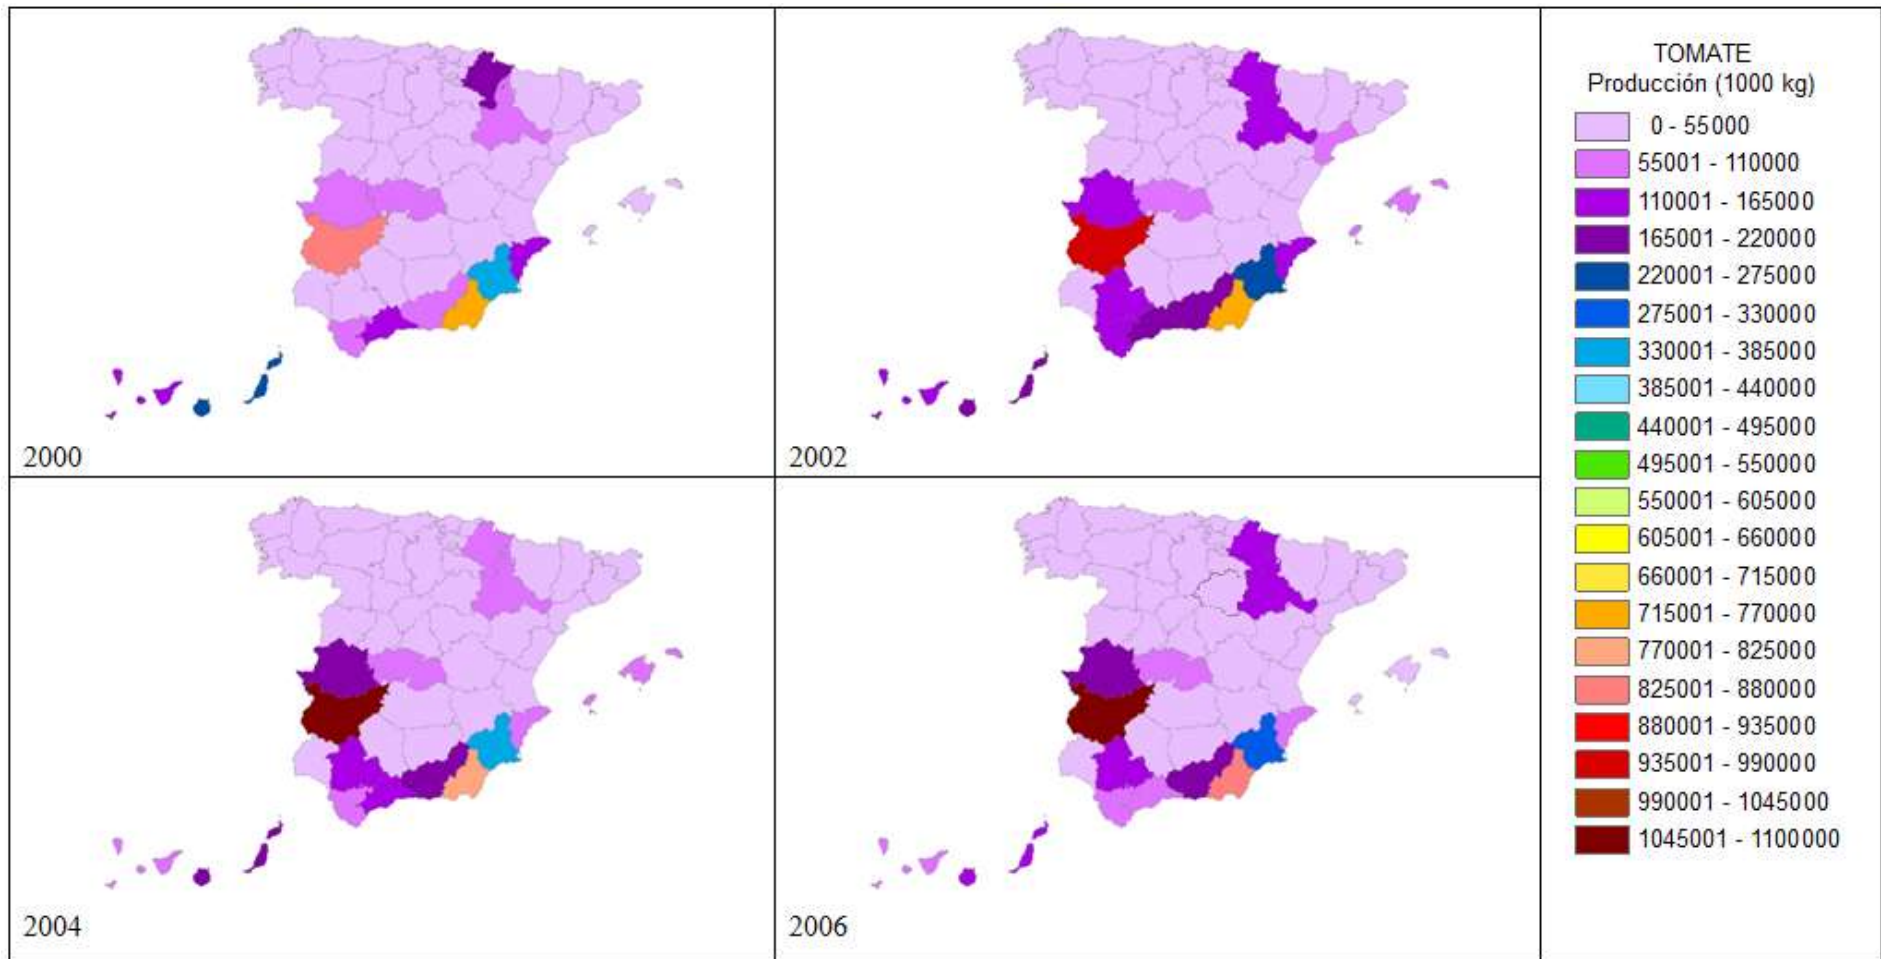 2000
2002
2004
2006
TOMATE
Producción (1000 kg)
0 - 55000
55001 - 110000
110001 - 165000
165001 - 220000
220001 - 275000
275001 - 330000
330001 - 385000
385001 - 440000
440001 - 495000
495001 - 550000
550001 - 605000
605001 - 660000
660001 - 715000
715001 - 770000
770001 - 825000
825001 - 880000
880001 - 935000
935001 - 990000
990001 - 1045000
1045001 - 1100000